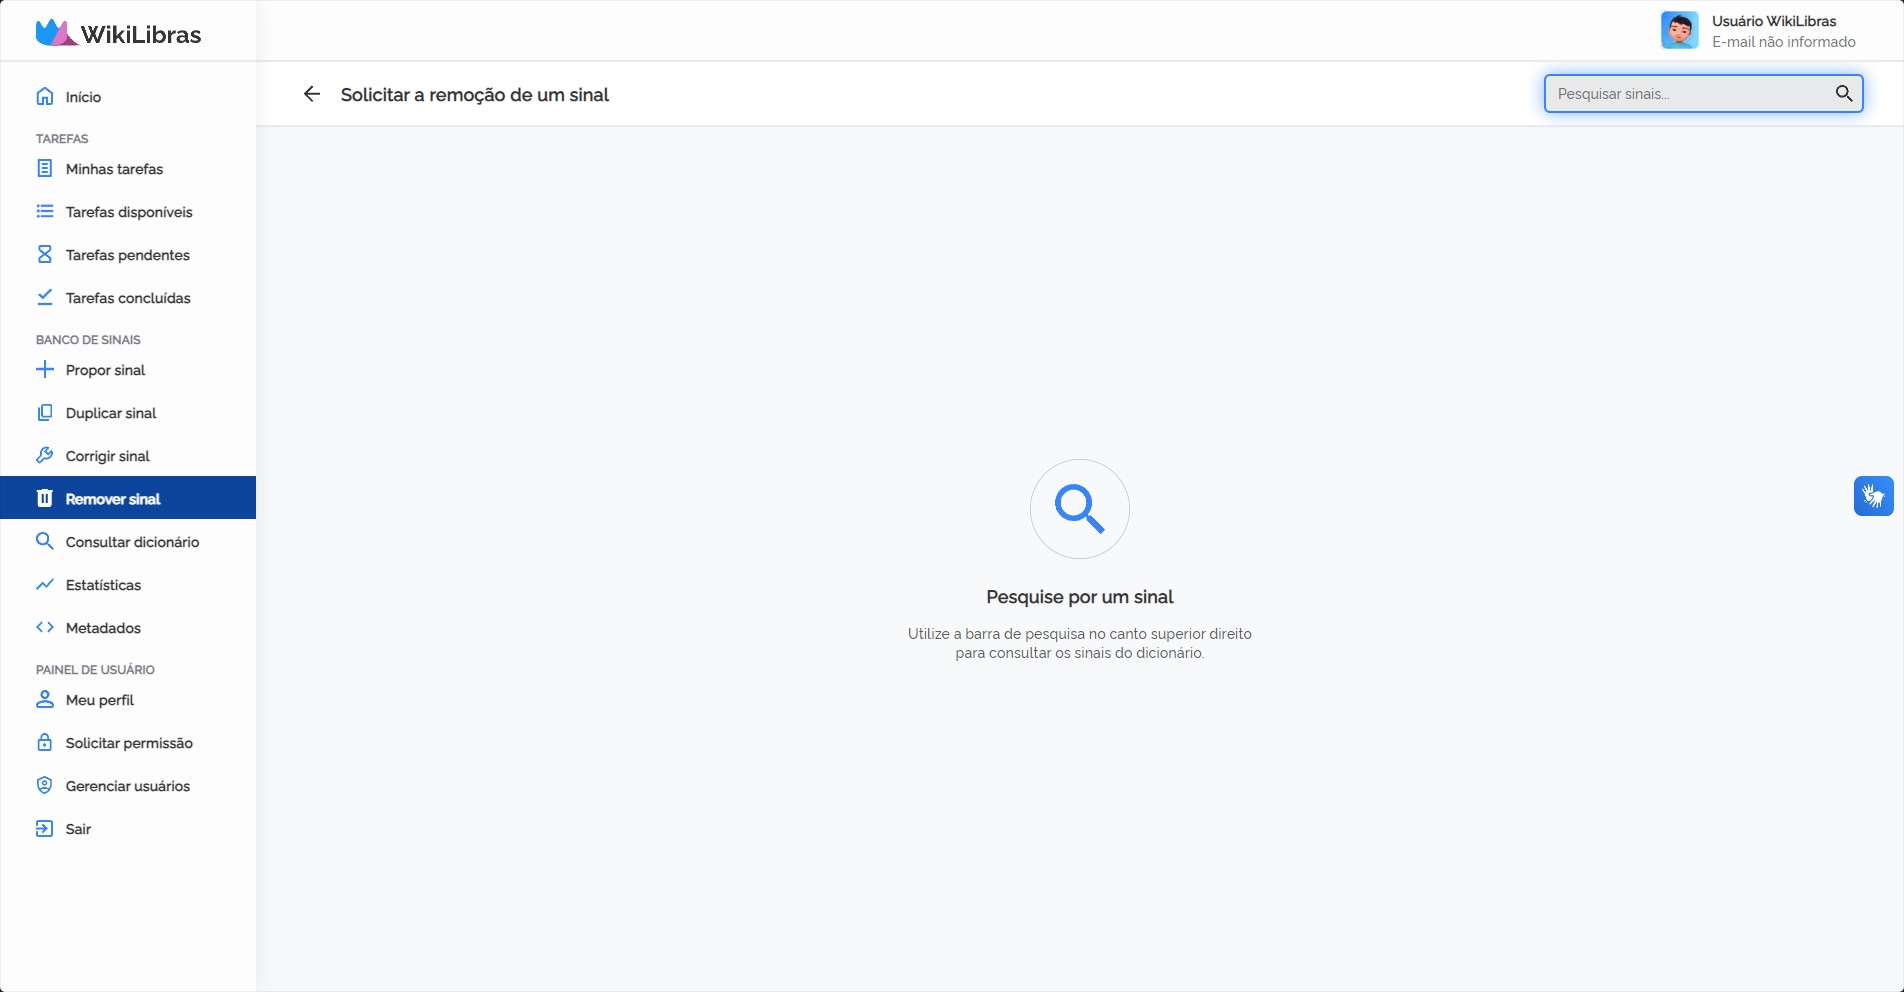 WikiLibras
Usuário WikiLibras
E-mail não informado
Início
TAREFAS
Minhas tarefas
Tarefas disponíveis
Tarefas pendentes
Tarefas concluídas
BANCO DE SINAIS
Propor sinal
Duplicar sinal
Corrigir sinal
Remover sinal
Consultar dicionário
Estatísticas
Metadados
PAINEL DE USUÁRIO
Meu perfil
Solicitar permissão
Gerenciar usuários
Sair
Solicitar a remoção de um sinal
Pesquisar sinais...
Pesquise por um sinal
Utilize a barra de pesquisa no canto superior direito
para consultar os sinais do dicionário.